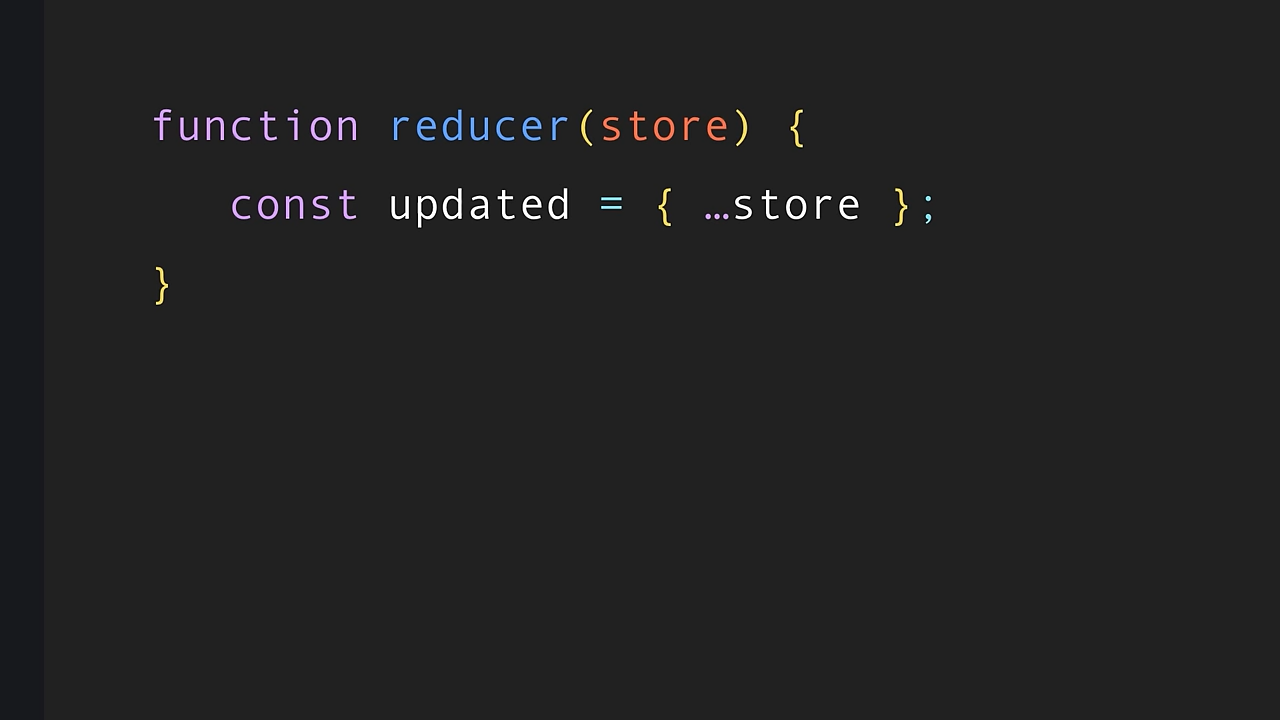 function reducer(store) {
const updated = { …store };
}